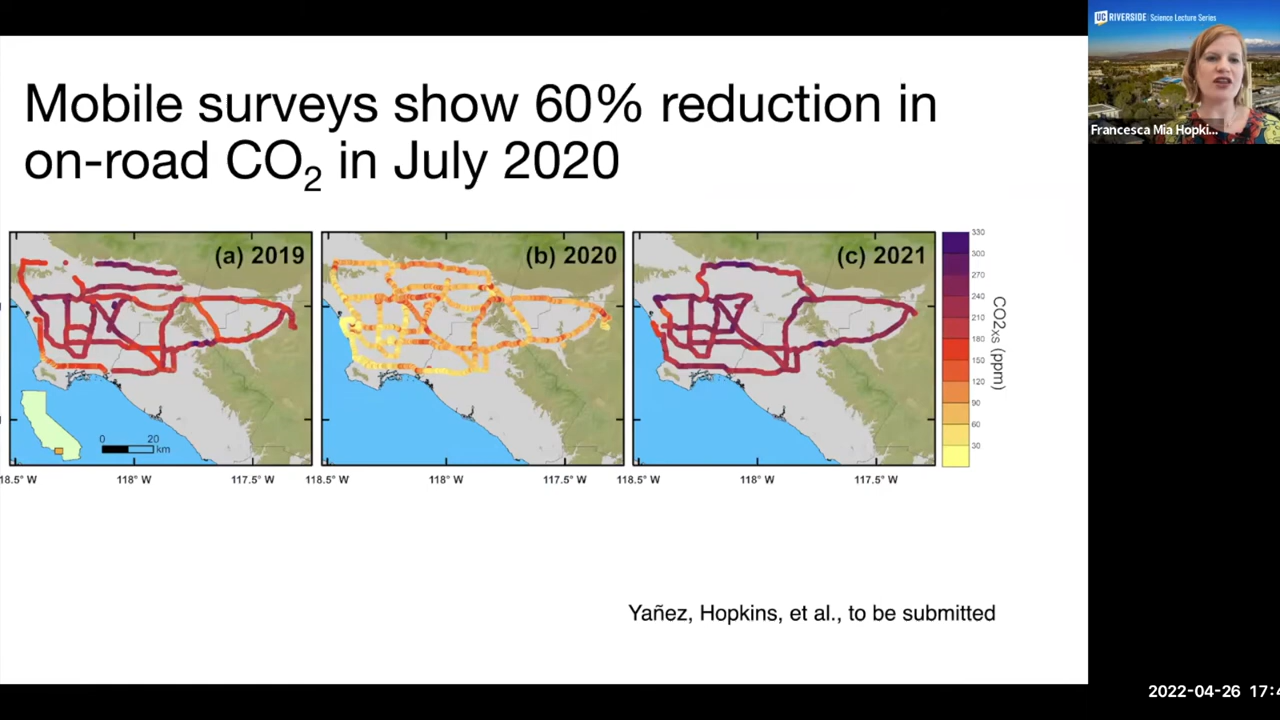 UC RIVERSIDE Science Lecture Series
Francesca Mia Hopki...
Mobile surveys show 60% reduction in
on-road CO₂ in July 2020
(a) 2019
(b) 2020
(c) 2021
330
300
270
240
210
180
150
120
90
60
30
CO2xs (ppm)
0 20
km
18.5° W 118° W 117.5° W 118.5° W 118° W 117.5° W 118.5° W 118° W 117.5° W
Yañez, Hopkins, et al., to be submitted
2022-04-26 17:4